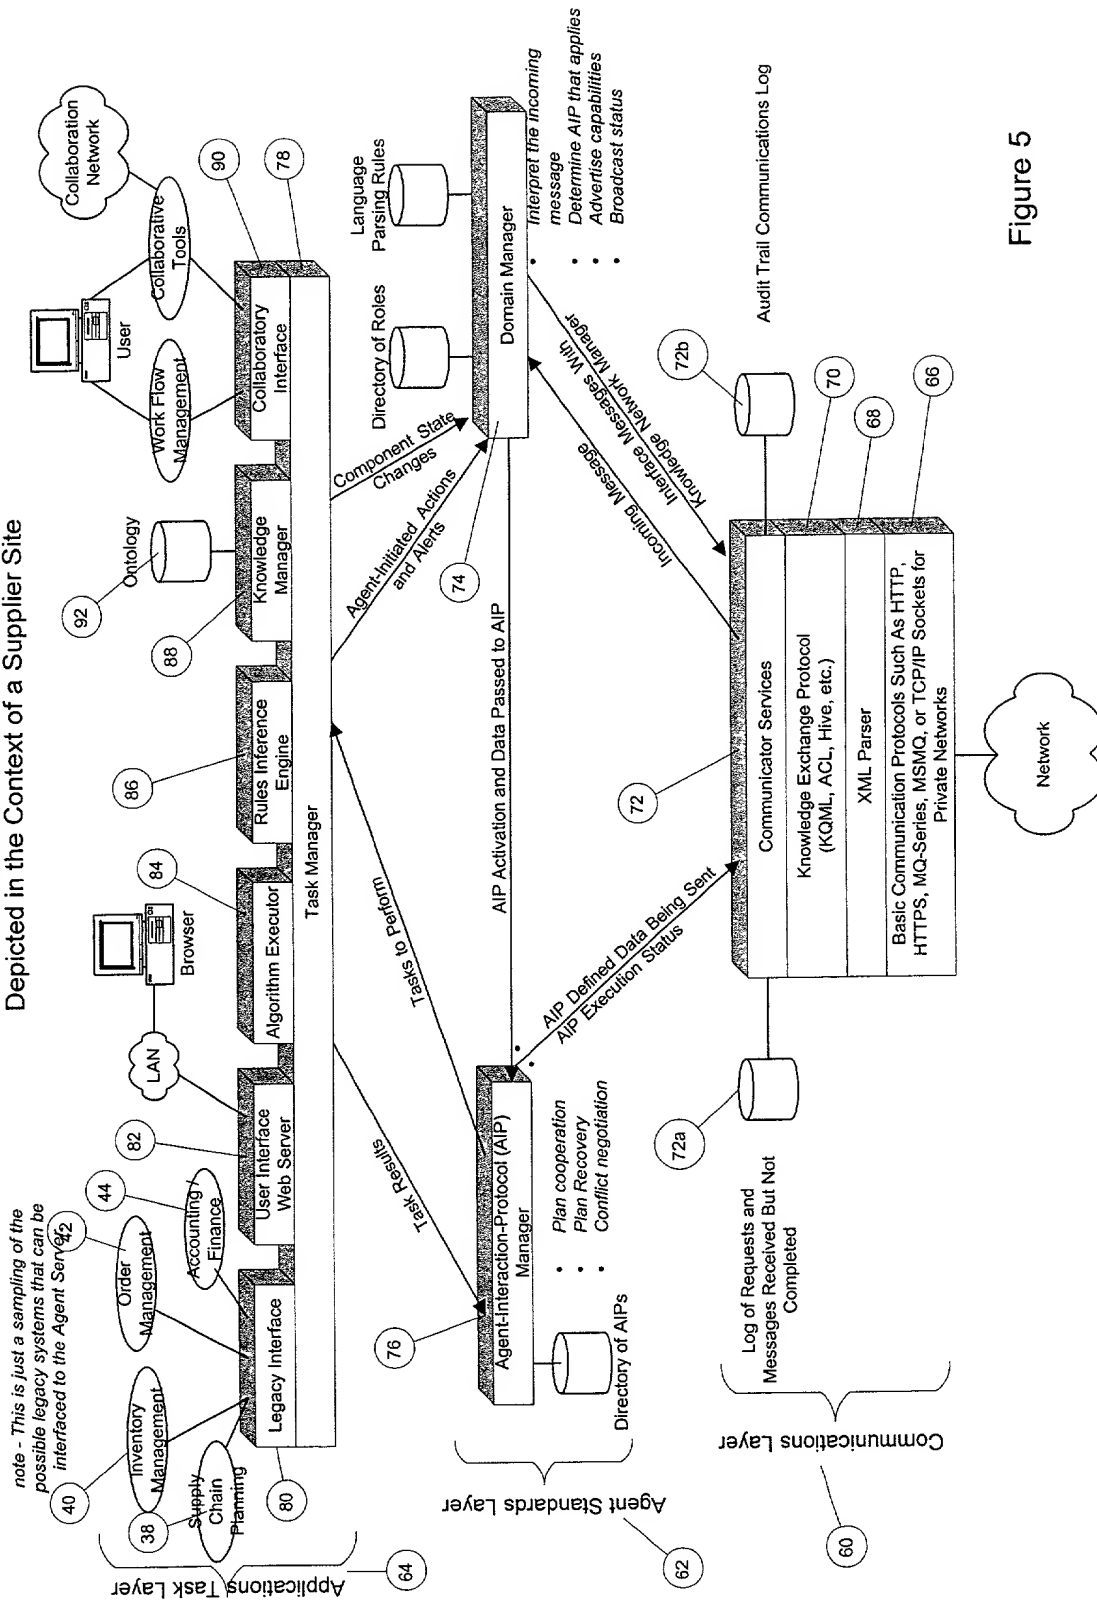 Depicted in the Context of a Supplier Site
note - This is just a sampling of the
possible legacy systems that can be
interfaced to the Agent Server
42
44
40
38
Inventory
Management
Order
Management
Accounting /
Finance
Supply
Chain
Planning
LAN
Browser
Ontology
92
Work Flow
Management
User
Collaborative
Tools
Collaboration
Network
80
82
84
86
88
90
78
Legacy Interface
User Interface
Web Server
Algorithm Executor
Rules Inference
Engine
Knowledge
Manager
Collaboratory
Interface
Task Manager
Applications Task Layer
64
Task Results
Tasks to Perform
Agent-Initiated Actions
and Alerts
Component State
Changes
Directory of Roles
Language
Parsing Rules
76
Agent-Interaction-Protocol (AIP)
Manager
• Plan cooperation
• Plan Recovery
• Conflict negotiation
Directory of AIPs
AIP Activation and Data Passed to AIP
74
Domain Manager
• Interpret the incoming
message
• Determine AIP that applies
• Advertise capabilities
• Broadcast status
Agent Standards Layer
62
• AIP Defined Data Being Sent
• AIP Execution Status
Incoming Message
Interface Messages With
Knowledge Network Manager
72
72a
Log of Requests and
Messages Received But Not
Completed
72b
Audit Trail Communications Log
Communicator Services
Knowledge Exchange Protocol
(KQML, ACL, Hive, etc.)
70
XML Parser
68
Basic Communication Protocols Such As HTTP,
HTTPS, MQ-Series, MSMQ, or TCP/IP Sockets for
Private Networks
66
Communications Layer
60
Network
Figure 5